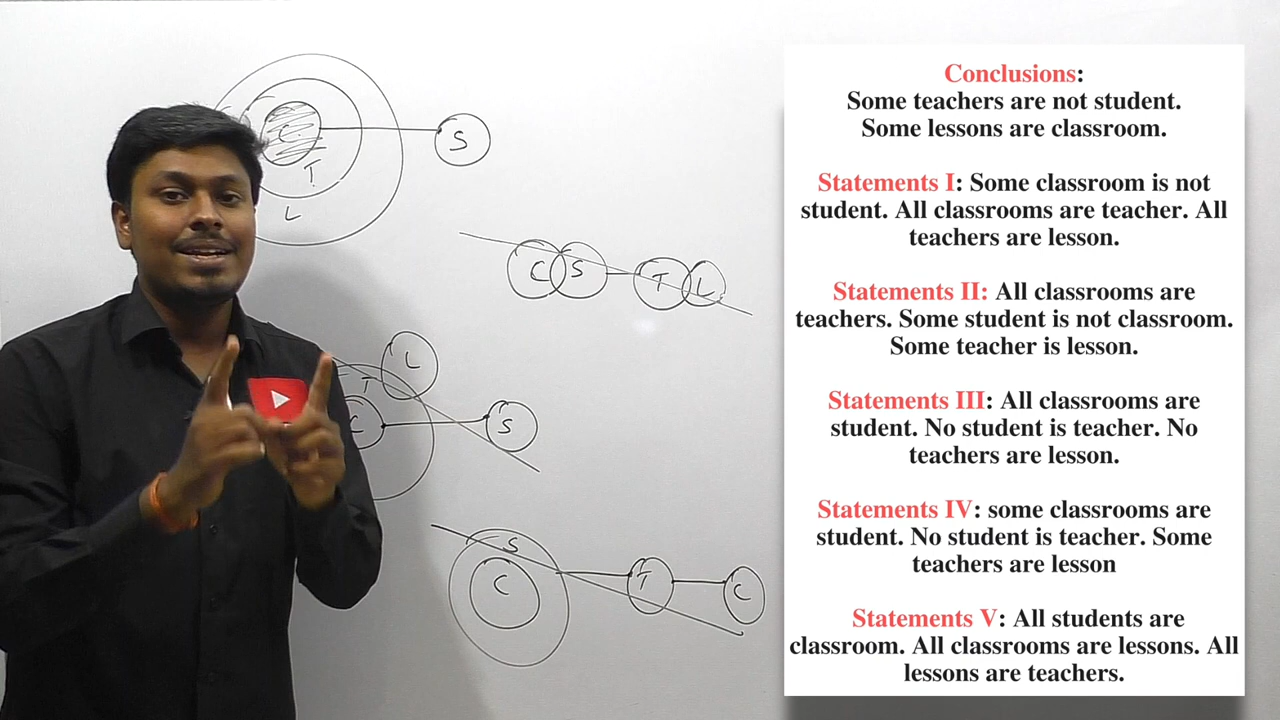 Conclusions:
Some teachers are not student.
Some lessons are classroom.
Statements I: Some classroom is not
student. All classrooms are teacher. All
teachers are lesson.
Statements II: All classrooms are
teachers. Some student is not classroom.
Some teacher is lesson.
Statements III: All classrooms are
student. No student is teacher. No
teachers are lesson.
Statements IV: some classrooms are
student. No student is teacher. Some
teachers are lesson
Statements V: All students are
classroom. All classrooms are lessons. All
lessons are teachers.
C
S
T
L
C S T L
L
T
C S
S
C T C